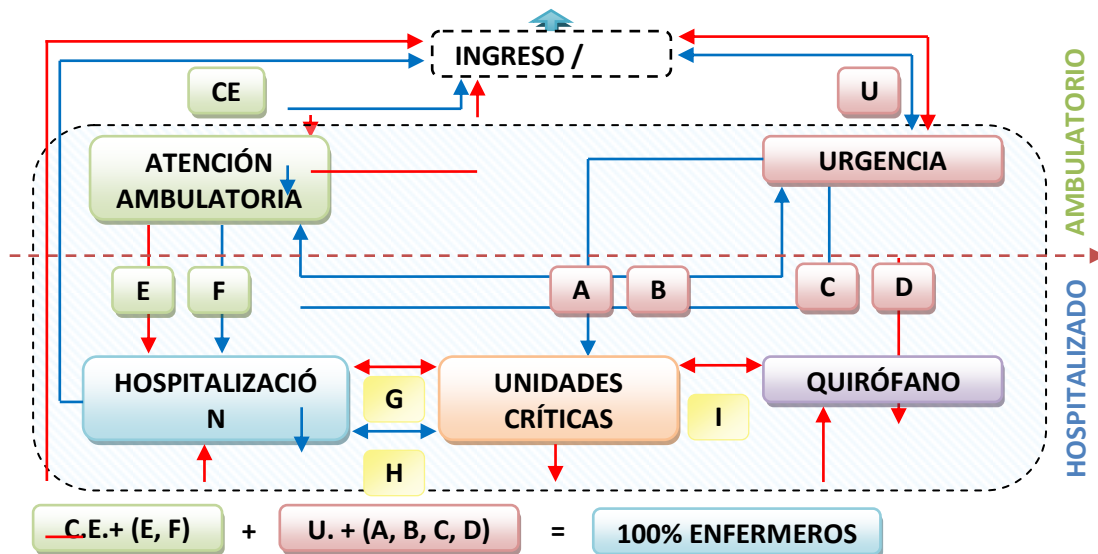 INGRESO /
CE
U
ATENCIÓN
AMBULATORIA
URGENCIA
AMBULATORIO
E
F
A
B
C
D
HOSPITALIZADO
HOSPITALIZACIÓ
N
G
H
UNIDADES
CRÍTICAS
I
QUIRÓFANO
C.E.+ (E, F) + U. + (A, B, C, D) = 100% ENFERMEROS